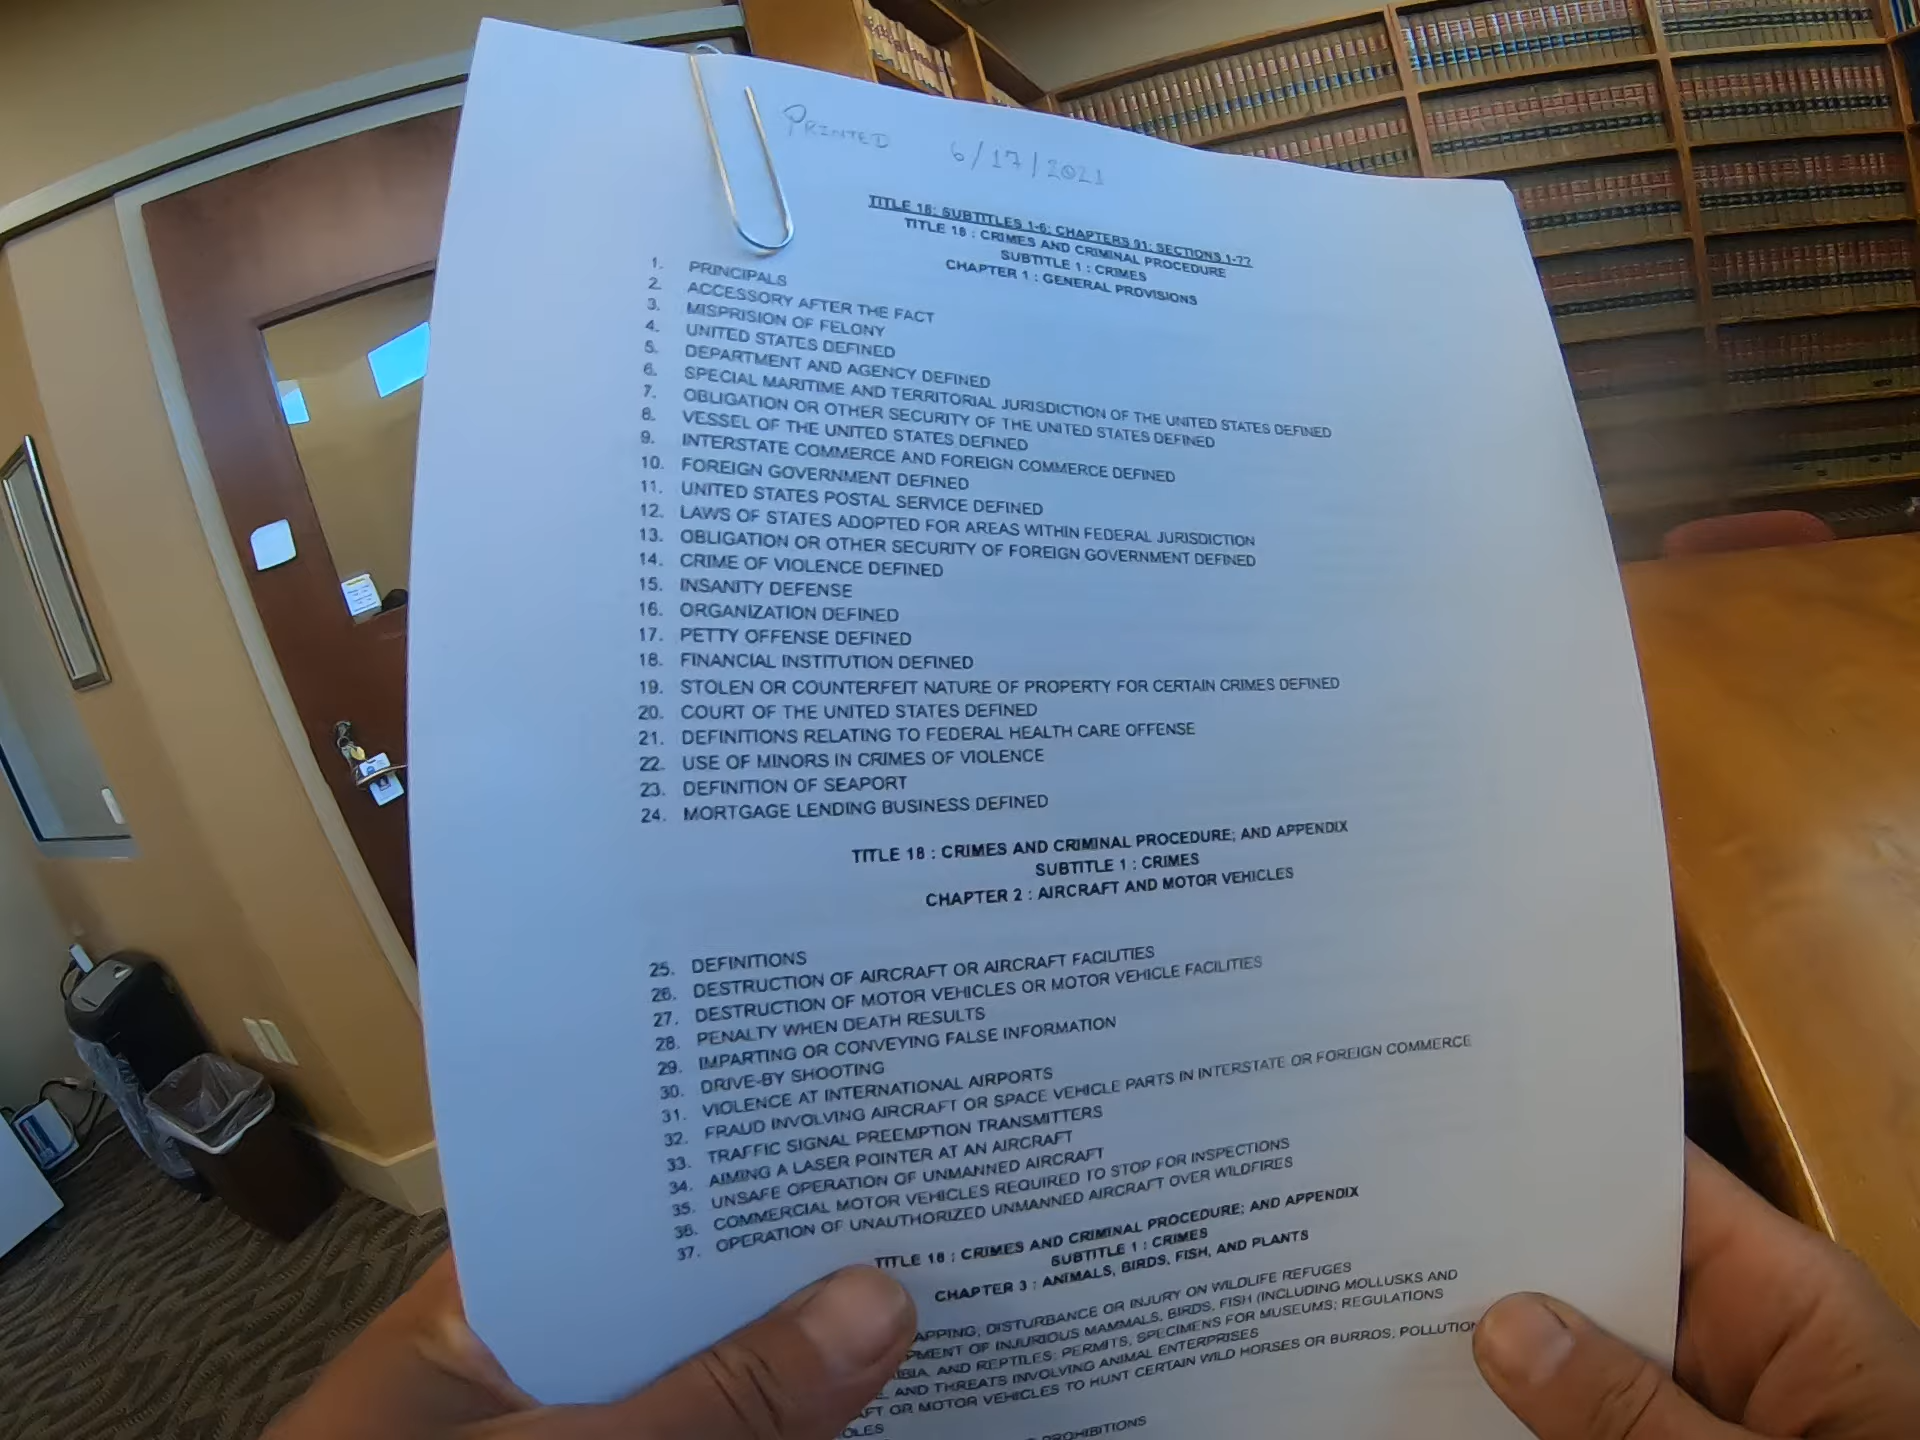 PRINTED 6/17/2021
TITLE 18: SUBTITLES 1-6: CHAPTERS 91: SECTIONS 1-77
TITLE 18 : CRIMES AND CRIMINAL PROCEDURE
SUBTITLE 1 : CRIMES
CHAPTER 1 : GENERAL PROVISIONS
1. PRINCIPALS
2. ACCESSORY AFTER THE FACT
3. MISPRISION OF FELONY
4. UNITED STATES DEFINED
5. DEPARTMENT AND AGENCY DEFINED
6. SPECIAL MARITIME AND TERRITORIAL JURISDICTION OF THE UNITED STATES DEFINED
7. OBLIGATION OR OTHER SECURITY OF THE UNITED STATES DEFINED
8. VESSEL OF THE UNITED STATES DEFINED
9. INTERSTATE COMMERCE AND FOREIGN COMMERCE DEFINED
10. FOREIGN GOVERNMENT DEFINED
11. UNITED STATES POSTAL SERVICE DEFINED
12. LAWS OF STATES ADOPTED FOR AREAS WITHIN FEDERAL JURISDICTION
13. OBLIGATION OR OTHER SECURITY OF FOREIGN GOVERNMENT DEFINED
14. CRIME OF VIOLENCE DEFINED
15. INSANITY DEFENSE
16. ORGANIZATION DEFINED
17. PETTY OFFENSE DEFINED
18. FINANCIAL INSTITUTION DEFINED
19. STOLEN OR COUNTERFEIT NATURE OF PROPERTY FOR CERTAIN CRIMES DEFINED
20. COURT OF THE UNITED STATES DEFINED
21. DEFINITIONS RELATING TO FEDERAL HEALTH CARE OFFENSE
22. USE OF MINORS IN CRIMES OF VIOLENCE
23. DEFINITION OF SEAPORT
24. MORTGAGE LENDING BUSINESS DEFINED
TITLE 18 : CRIMES AND CRIMINAL PROCEDURE; AND APPENDIX
SUBTITLE 1 : CRIMES
CHAPTER 2 : AIRCRAFT AND MOTOR VEHICLES
25. DEFINITIONS
26. DESTRUCTION OF AIRCRAFT OR AIRCRAFT FACILITIES
27. DESTRUCTION OF MOTOR VEHICLES OR MOTOR VEHICLE FACILITIES
28. PENALTY WHEN DEATH RESULTS
29. IMPARTING OR CONVEYING FALSE INFORMATION
30. DRIVE-BY SHOOTING
31. VIOLENCE AT INTERNATIONAL AIRPORTS
32. FRAUD INVOLVING AIRCRAFT OR SPACE VEHICLE PARTS IN INTERSTATE OR FOREIGN COMMERCE
33. TRAFFIC SIGNAL PREEMPTION TRANSMITTERS
34. AIMING A LASER POINTER AT AN AIRCRAFT
35. UNSAFE OPERATION OF UNMANNED AIRCRAFT
36. COMMERCIAL MOTOR VEHICLES REQUIRED TO STOP FOR INSPECTIONS
37. OPERATION OF UNAUTHORIZED UNMANNED AIRCRAFT OVER WILDFIRES
TITLE 18 : CRIMES AND CRIMINAL PROCEDURE; AND APPENDIX
SUBTITLE 1 : CRIMES
CHAPTER 3 : ANIMALS, BIRDS, FISH, AND PLANTS
APPING, DISTURBANCE OR INJURY ON WILDLIFE REFUGES
PMENT OF INJURIOUS MAMMALS, BIRDS, FISH (INCLUDING MOLLUSKS AND
IBIA, AND REPTILES; PERMITS, SPECIMENS FOR MUSEUMS; REGULATIONS
AND THREATS INVOLVING ANIMAL ENTERPRISES
AFT OR MOTOR VEHICLES TO HUNT CERTAIN WILD HORSES OR BURROS, POLLUTION
OLES
PROHIBITIONS